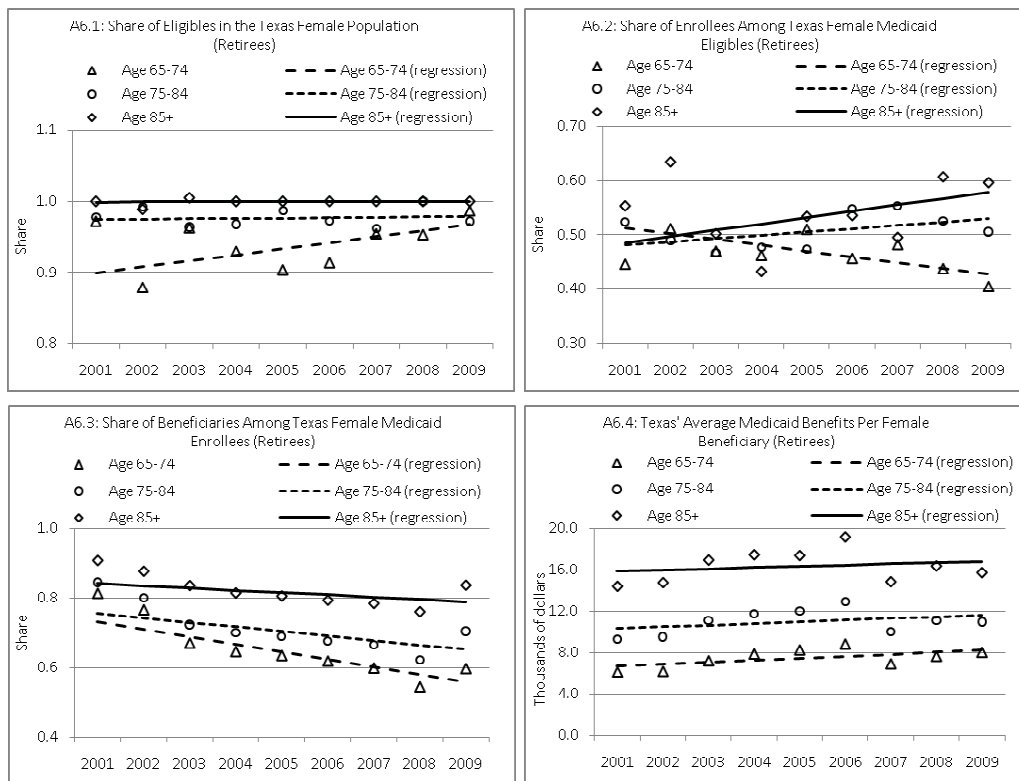 A6.1: Share of Eligibles in the Texas Female Population
(Retirees)
Age 65-74
Age 65-74 (regression)
Age 75-84
Age 75-84 (regression)
Age 85+
Age 85+ (regression)
1.1
1.0
0.9
0.8
Share
2001 2002 2003 2004 2005 2006 2007 2008 2009
A6.2: Share of Enrollees Among Texas Female Medicaid
Eligibles (Retirees)
Age 65-74
Age 65-74 (regression)
Age 75-84
Age 75-84 (regression)
Age 85+
Age 85+ (regression)
0.70
0.60
0.50
0.40
0.30
Share
2001 2002 2003 2004 2005 2006 2007 2008 2009
A6.3: Share of Beneficiaries Among Texas Female Medicaid
Enrollees (Retirees)
Age 65-74
Age 65-74 (regression)
Age 75-84
Age 75-84 (regression)
Age 85+
Age 85+ (regression)
1.0
0.8
0.6
0.4
Share
2001 2002 2003 2004 2005 2006 2007 2008 2009
A6.4: Texas' Average Medicaid Benefits Per Female
Beneficiary (Retirees)
Age 65-74
Age 65-74 (regression)
Age 75-84
Age 75-84 (regression)
Age 85+
Age 85+ (regression)
20.0
16.0
12.0
8.0
4.0
0.0
Thousands of dollars
2001 2002 2003 2004 2005 2006 2007 2008 2009